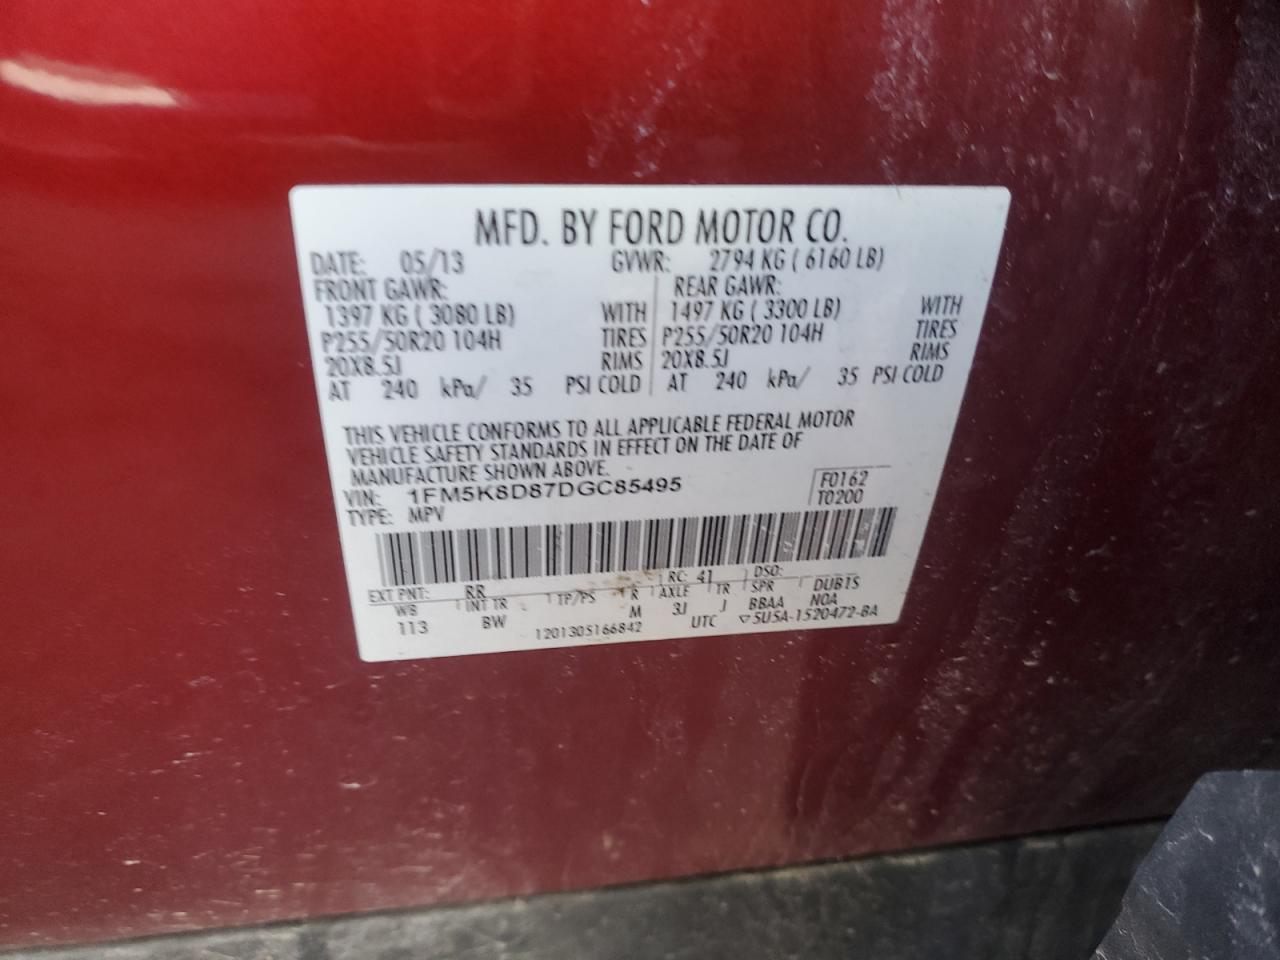 MFD. BY FORD MOTOR CO.
DATE: 05/13 GVWR: 2794 KG ( 6160 LB)
FRONT GAWR: REAR GAWR:
1397 KG ( 3080 LB) WITH 1497 KG ( 3300 LB) WITH
P255/50R20 104H TIRES P255/50R20 104H TIRES
20X8.5J RIMS 20X8.5J RIMS
AT 240 kPa/ 35 PSI COLD AT 240 kPa/ 35 PSI COLD
THIS VEHICLE CONFORMS TO ALL APPLICABLE FEDERAL MOTOR
VEHICLE SAFETY STANDARDS IN EFFECT ON THE DATE OF
MANUFACTURE SHOWN ABOVE.
VIN: 1FM5K8D87DGC85495 F0162
TYPE: MPV T0200
EXT PNT: RR RC: 41 DSO:
WB INT TR TP/PS R AXLE TR SPR DUB1S
113 BW M 3J J BBAA NOA
1201305166842 UTC ▽5U5A-1520472-BA